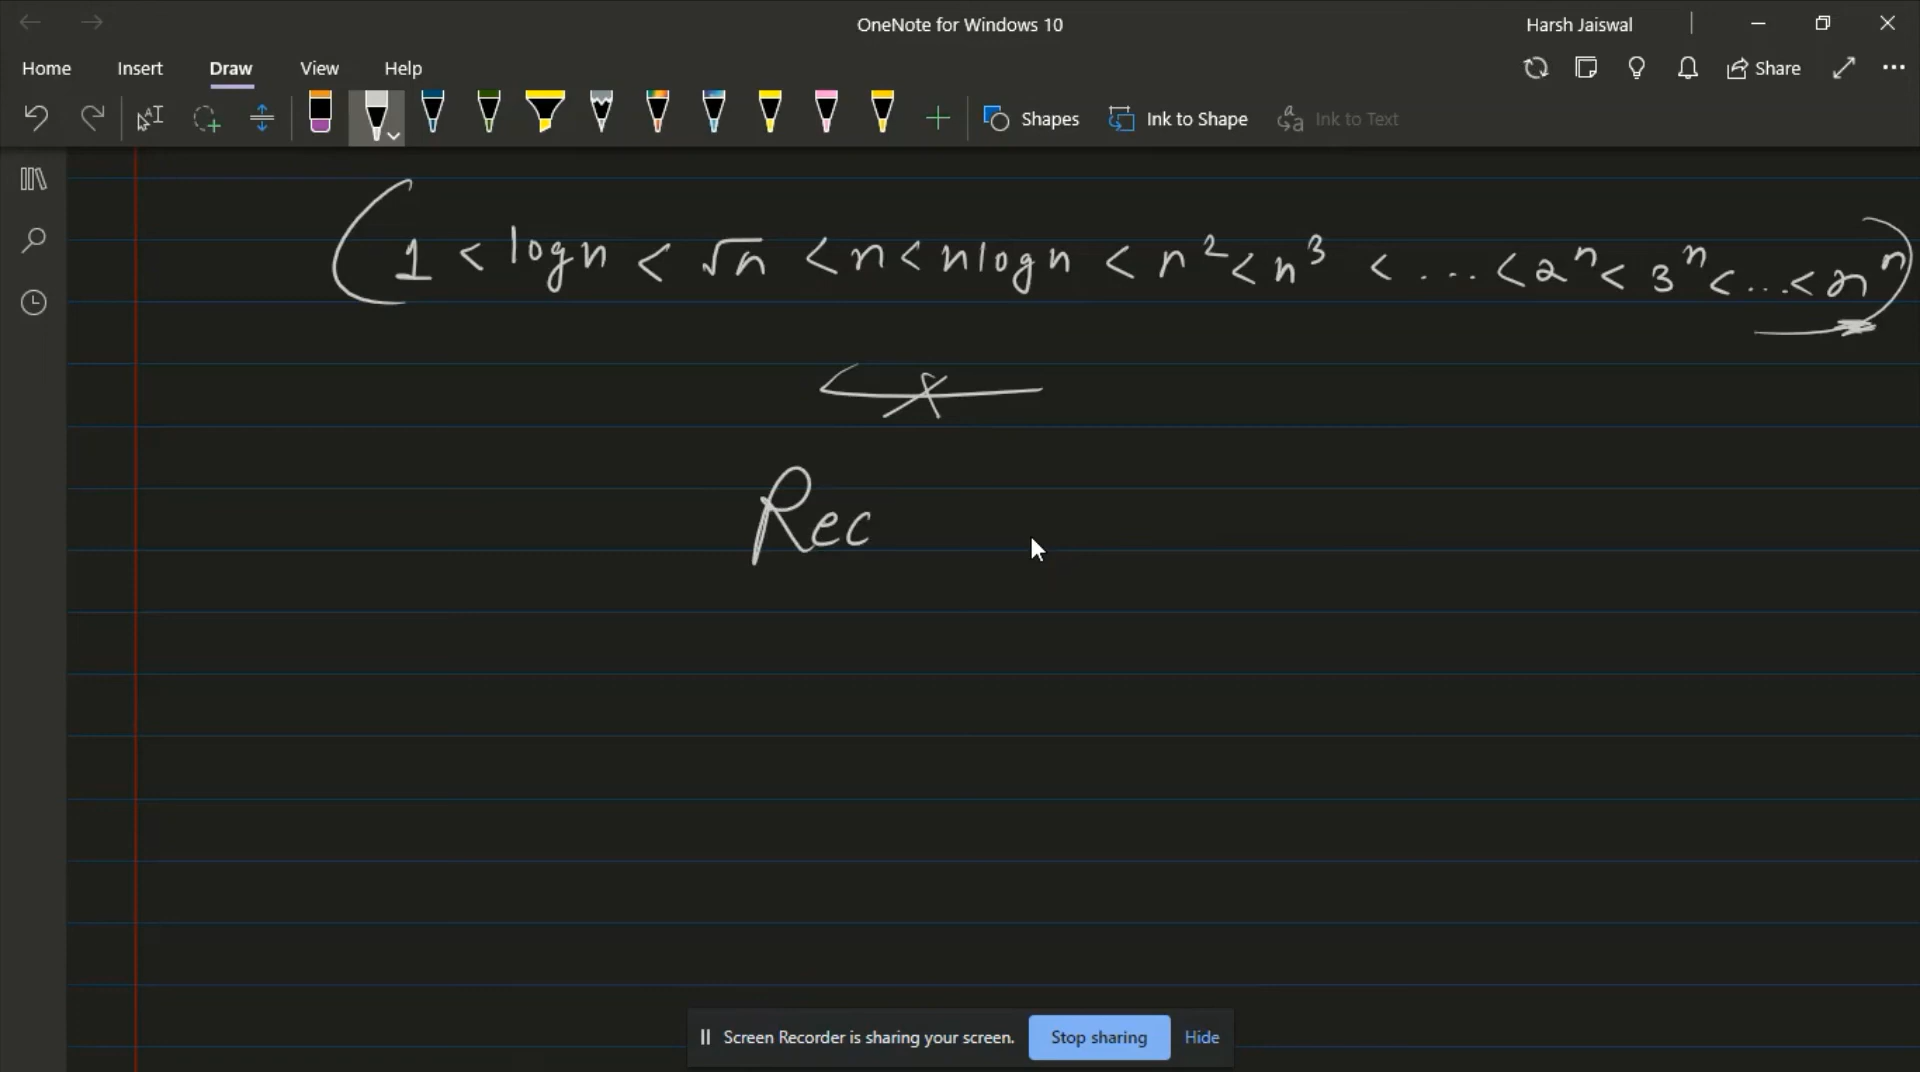 OneNote for Windows 10
Harsh Jaiswal
Home Insert Draw View Help
Share
Shapes Ink to Shape Ink to Text
(1 < logn < √n < n < nlogn < n² < n³ < ... < 2ⁿ < 3ⁿ < ... < nⁿ)
Rec
Screen Recorder is sharing your screen. Stop sharing Hide